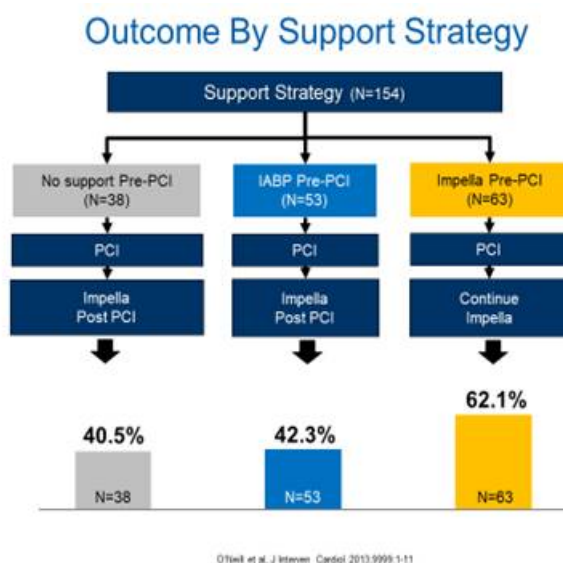 Outcome By Support Strategy
Support Strategy (N=154)
No support Pre-PCI
(N=38)
IABP Pre-PCI
(N=53)
Impella Pre-PCI
(N=63)
PCI
PCI
PCI
Impella
Post PCI
Impella
Post PCI
Continue
Impella
40.5%
42.3%
62.1%
N=38
N=53
N=63
O'Neill et al. J Interven. Cardiol 2013;9999:1-11